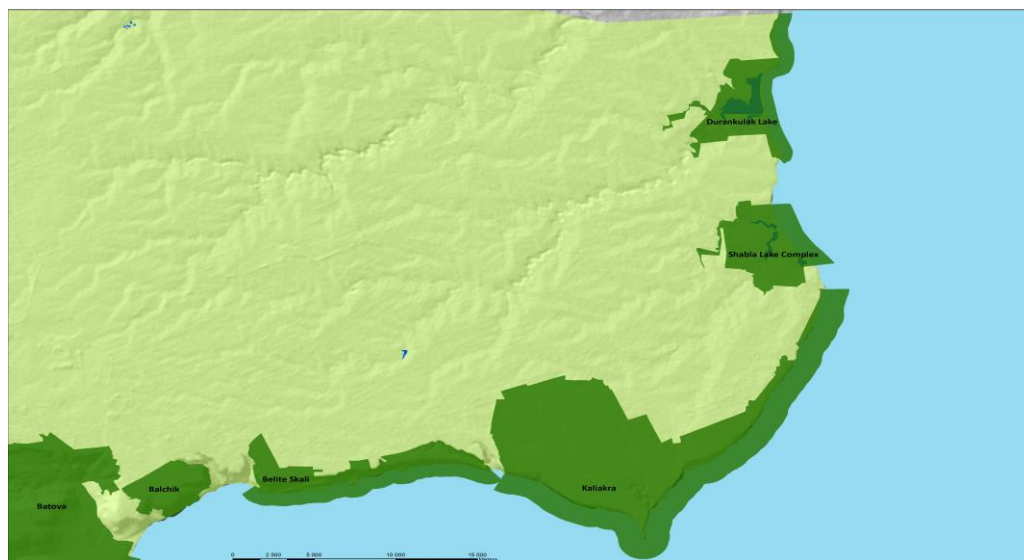 Durankulak Lake
Shabla Lake Complex
Belite Skali
Balchik
Kaliakra
Batova
0 2 500 5 000 10 000 15 000